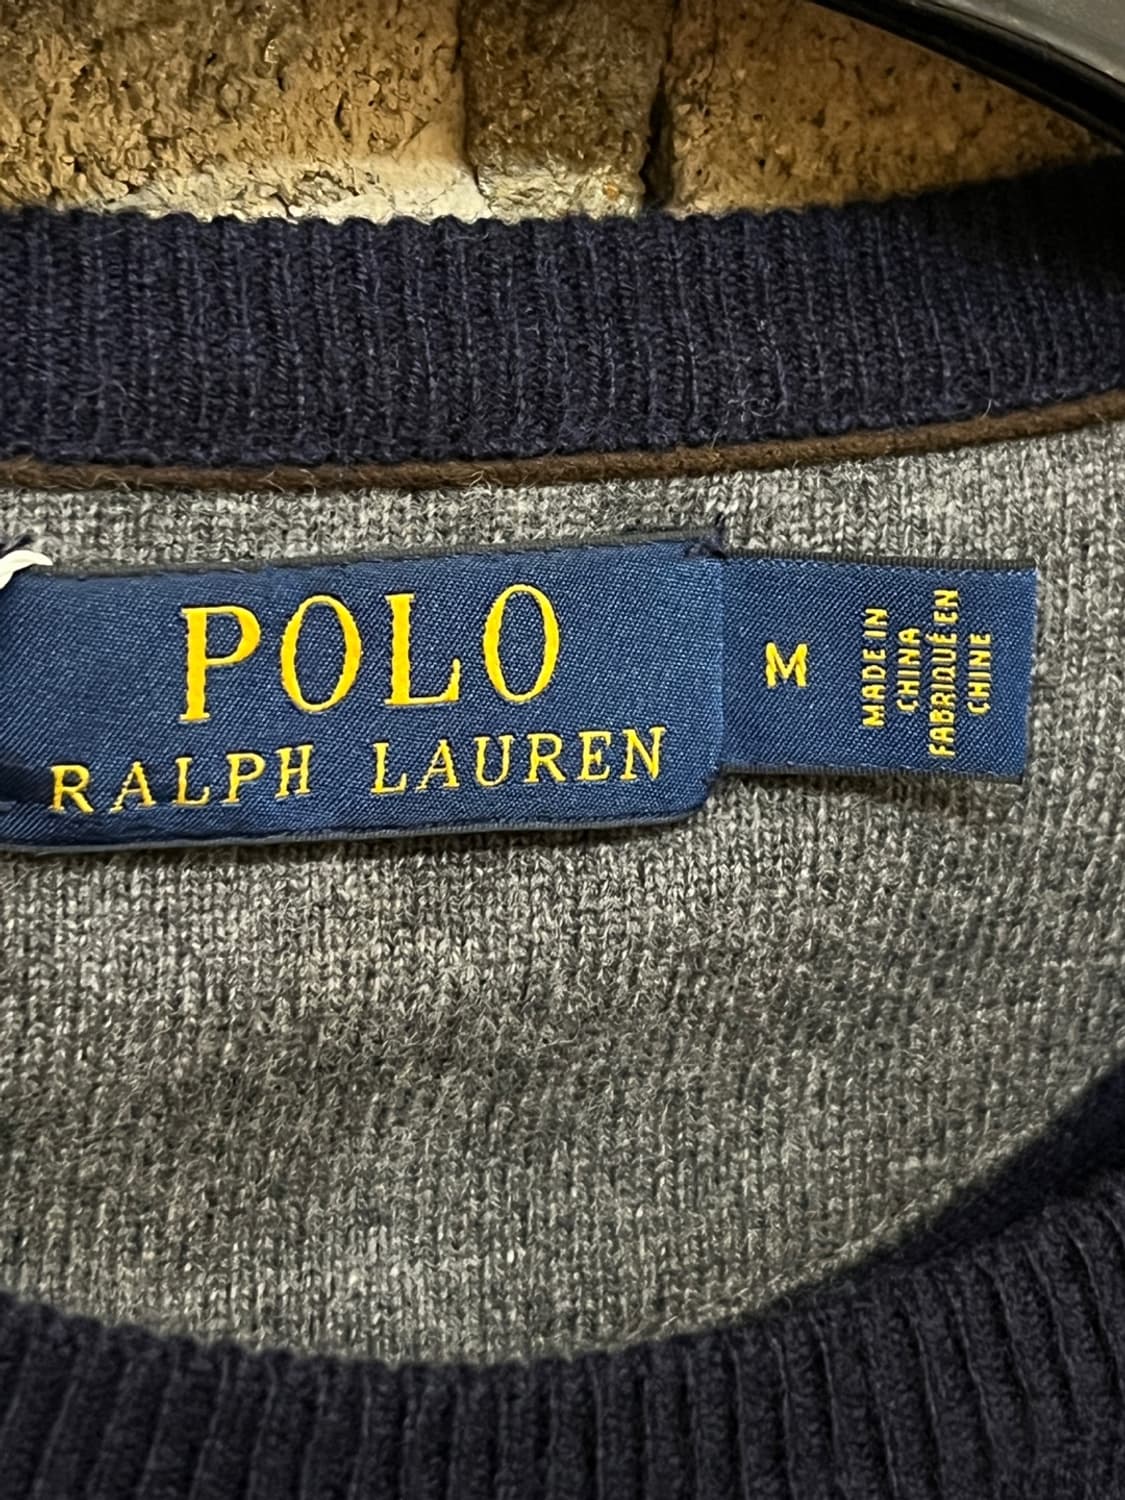 POLO
RALPH LAUREN
M
MADE IN
CHINA
FABRIQUÉ EN
CHINE